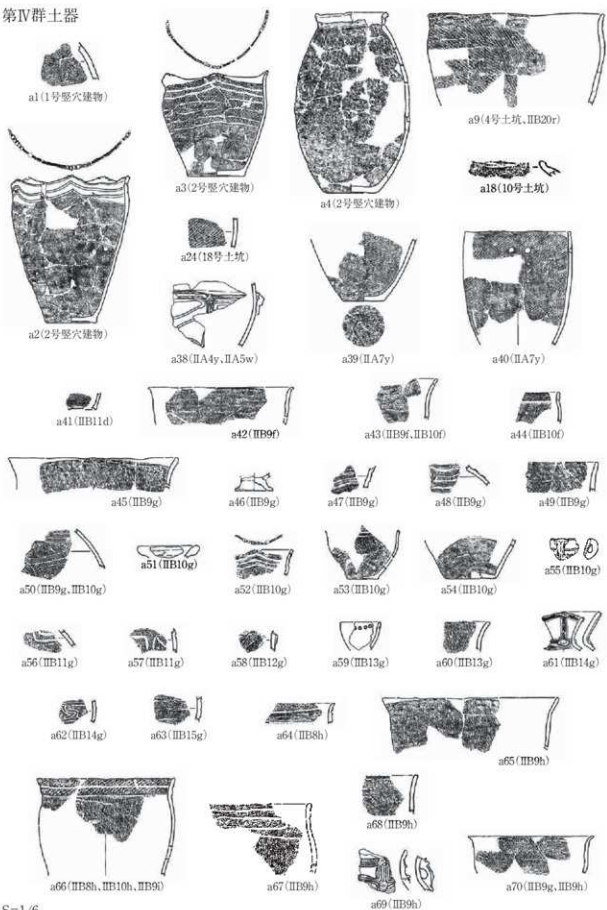 第Ⅳ群土器
a1(1号竪穴建物)
a3(2号竪穴建物)
a4(2号竪穴建物)
a9(4号土坑、ⅡB20r)
a18(10号土坑)
a2(2号竪穴建物)
a24(18号土坑)
a38(ⅡA4y、ⅡA5w)
a39(ⅡA7y)
a40(ⅡA7y)
a41(ⅡB11d)
a42(ⅡB9f)
a43(ⅡB9f、ⅡB10f)
a44(ⅡB10f)
a45(ⅡB9g)
a46(ⅡB9g)
a47(ⅡB9g)
a48(ⅡB9g)
a49(ⅡB9g)
a50(ⅡB9g、ⅡB10g)
a51(ⅡB10g)
a52(ⅡB10g)
a53(ⅡB10g)
a54(ⅡB10g)
a55(ⅡB10g)
a56(ⅡB11g)
a57(ⅡB11g)
a58(ⅡB12g)
a59(ⅡB13g)
a60(ⅡB13g)
a61(ⅡB14g)
a62(ⅡB14g)
a63(ⅡB15g)
a64(ⅡB8h)
a65(ⅡB9h)
a66(ⅡB8h、ⅡB10h、ⅡB9i)
a67(ⅡB9h)
a68(ⅡB9h)
a69(ⅡB9h)
a70(ⅡB9g、ⅡB9h)
S=1/6